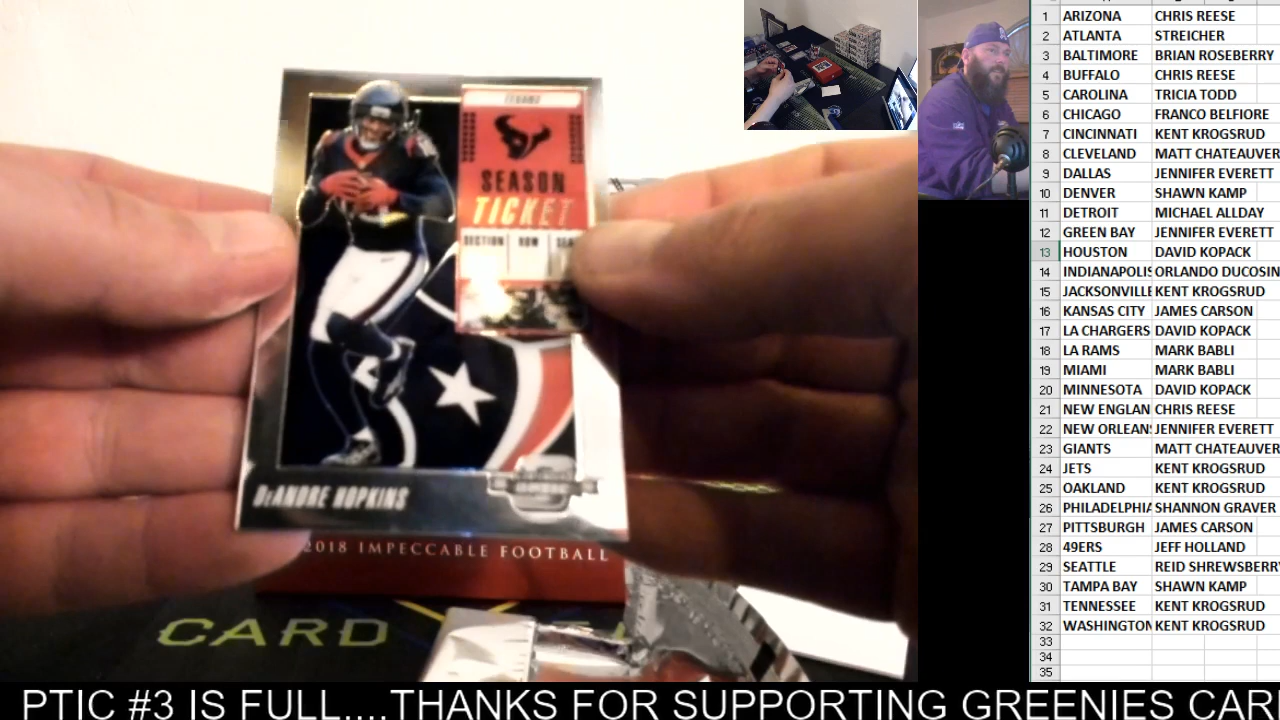 TEXANS
SEASON
TICKET
SECTION ROW SEAT
DeANDRE HOPKINS
CONTENDERS
OPTIC
2018 IMPECCABLE FOOTBALL
CARD
1 ARIZONA CHRIS REESE
2 ATLANTA STREICHER
3 BALTIMORE BRIAN ROSEBERRY
4 BUFFALO CHRIS REESE
5 CAROLINA TRICIA TODD
6 CHICAGO FRANCO BELFIORE
7 CINCINNATI KENT KROGSRUD
8 CLEVELAND MATT CHATEAUVER
9 DALLAS JENNIFER EVERETT
10 DENVER SHAWN KAMP
11 DETROIT MICHAEL ALLDAY
12 GREEN BAY JENNIFER EVERETT
13 HOUSTON DAVID KOPACK
14 INDIANAPOLIS ORLANDO DUCOSIN
15 JACKSONVILLE KENT KROGSRUD
16 KANSAS CITY JAMES CARSON
17 LA CHARGERS DAVID KOPACK
18 LA RAMS MARK BABLI
19 MIAMI MARK BABLI
20 MINNESOTA DAVID KOPACK
21 NEW ENGLAN CHRIS REESE
22 NEW ORLEANS JENNIFER EVERETT
23 GIANTS MATT CHATEAUVER
24 JETS KENT KROGSRUD
25 OAKLAND KENT KROGSRUD
26 PHILADELPHIA SHANNON GRAVER
27 PITTSBURGH JAMES CARSON
28 49ERS JEFF HOLLAND
29 SEATTLE REID SHREWSBERRY
30 TAMPA BAY SHAWN KAMP
31 TENNESSEE KENT KROGSRUD
32 WASHINGTON KENT KROGSRUD
33
34
35
PTIC #3 IS FULL....THANKS FOR SUPPORTING GREENIES CAR